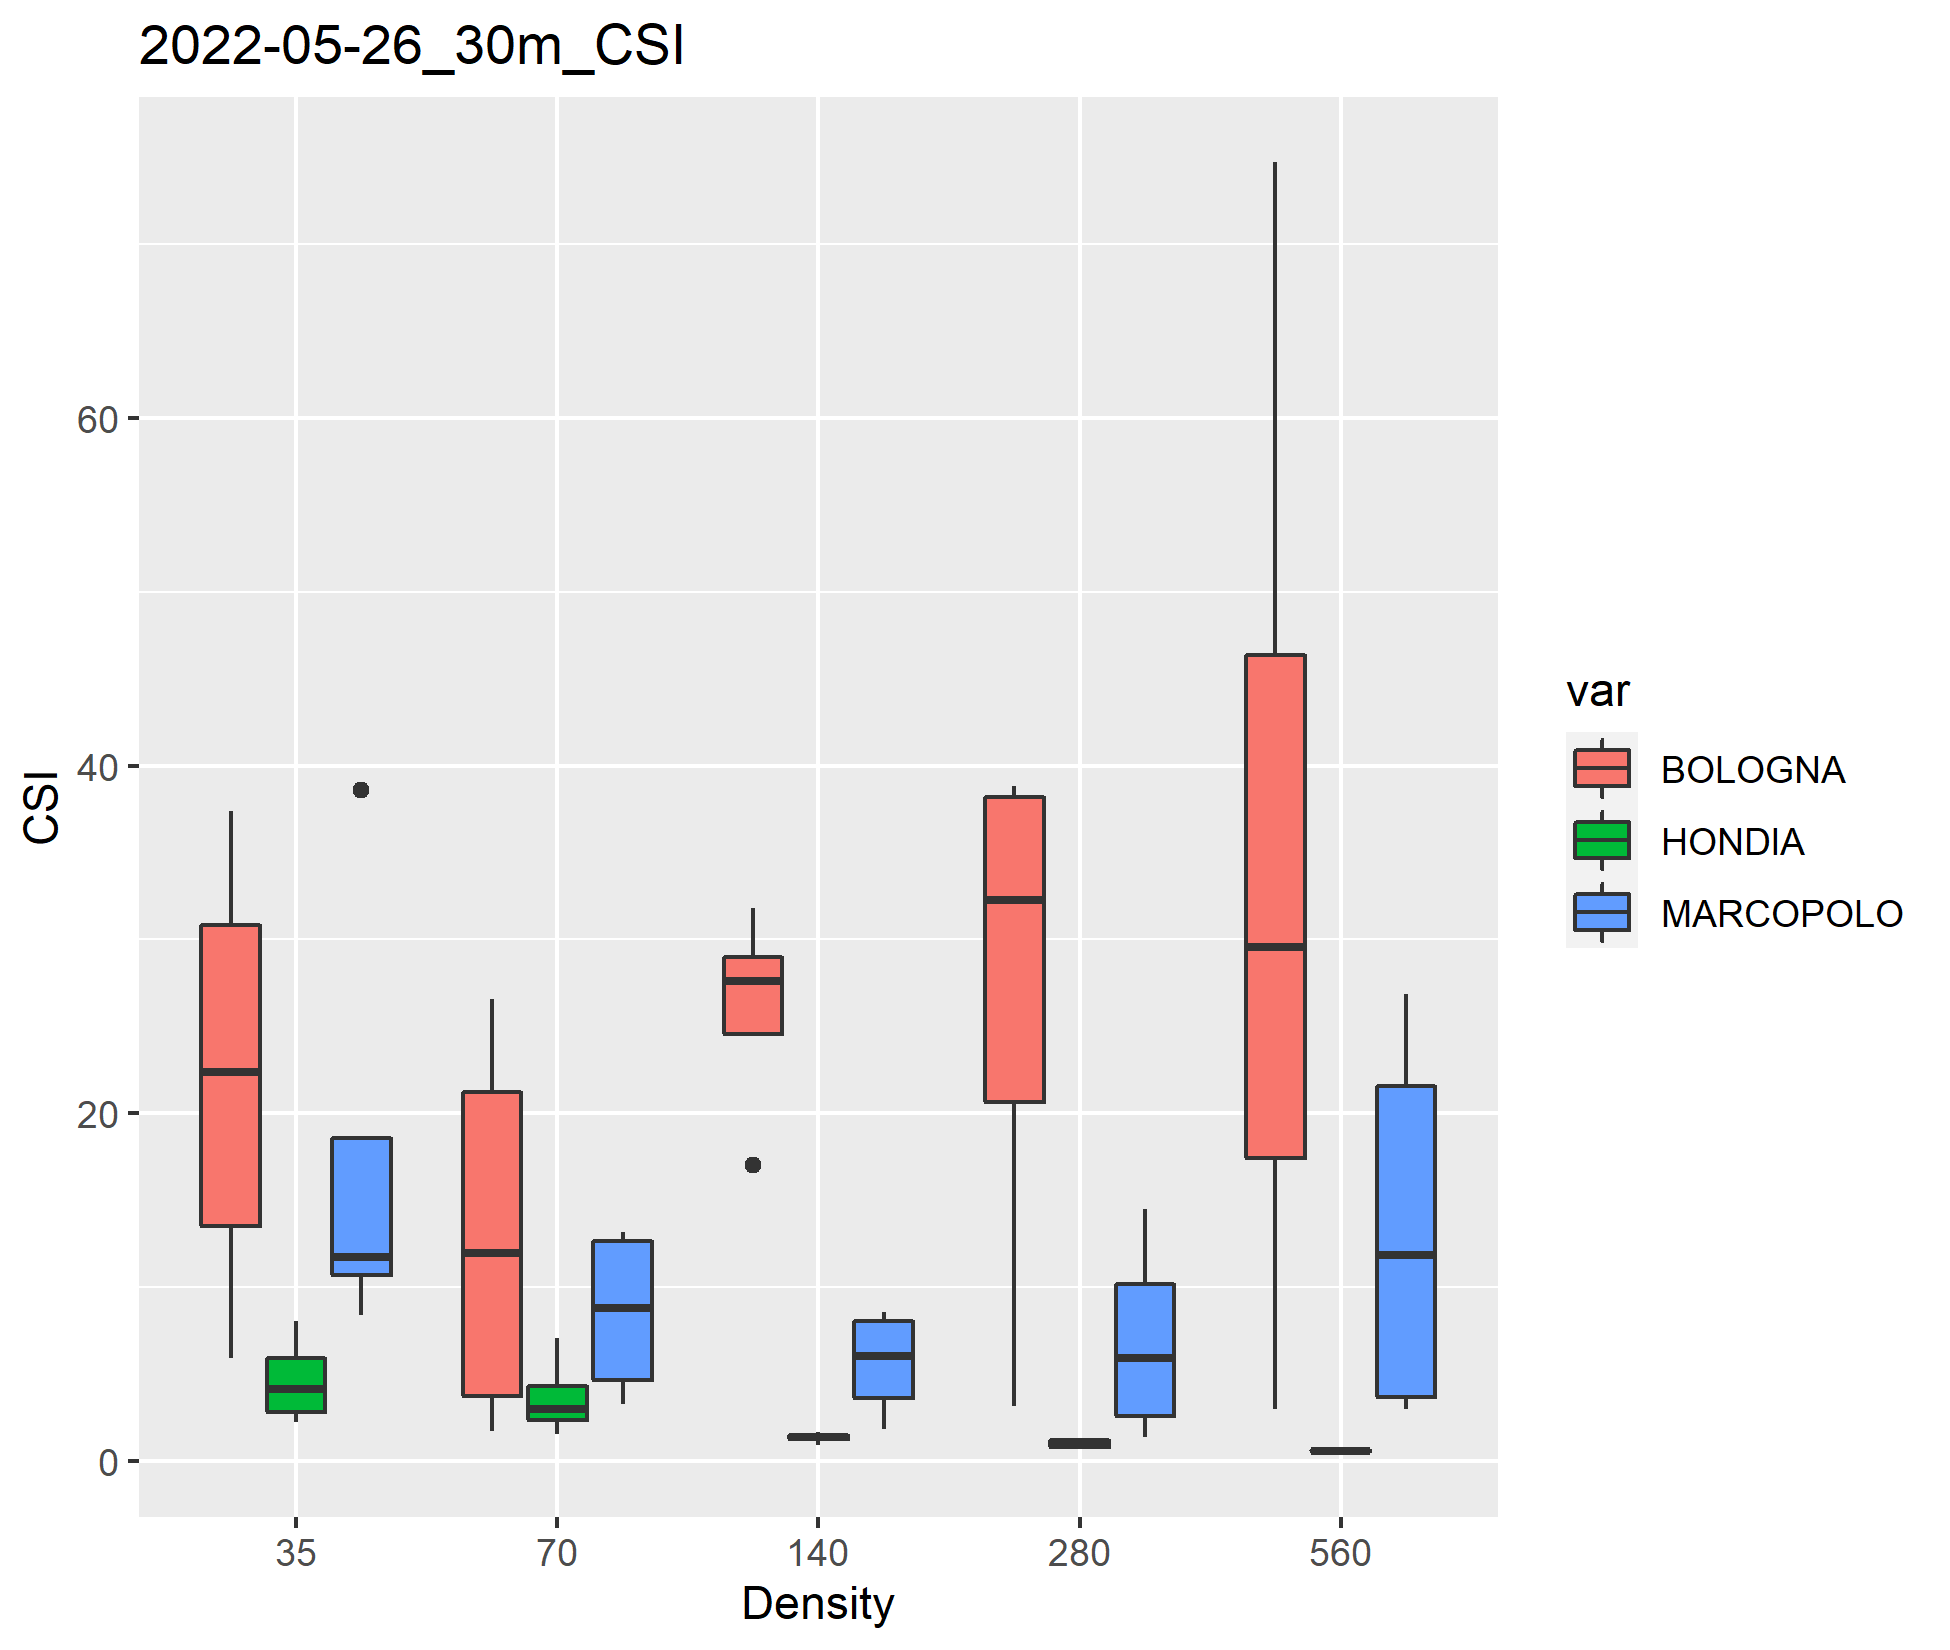 2022-05-26_30m_CSI
60
40
20
0
CSI
35 70 140 280 560
Density
var
BOLOGNA
HONDIA
MARCOPOLO